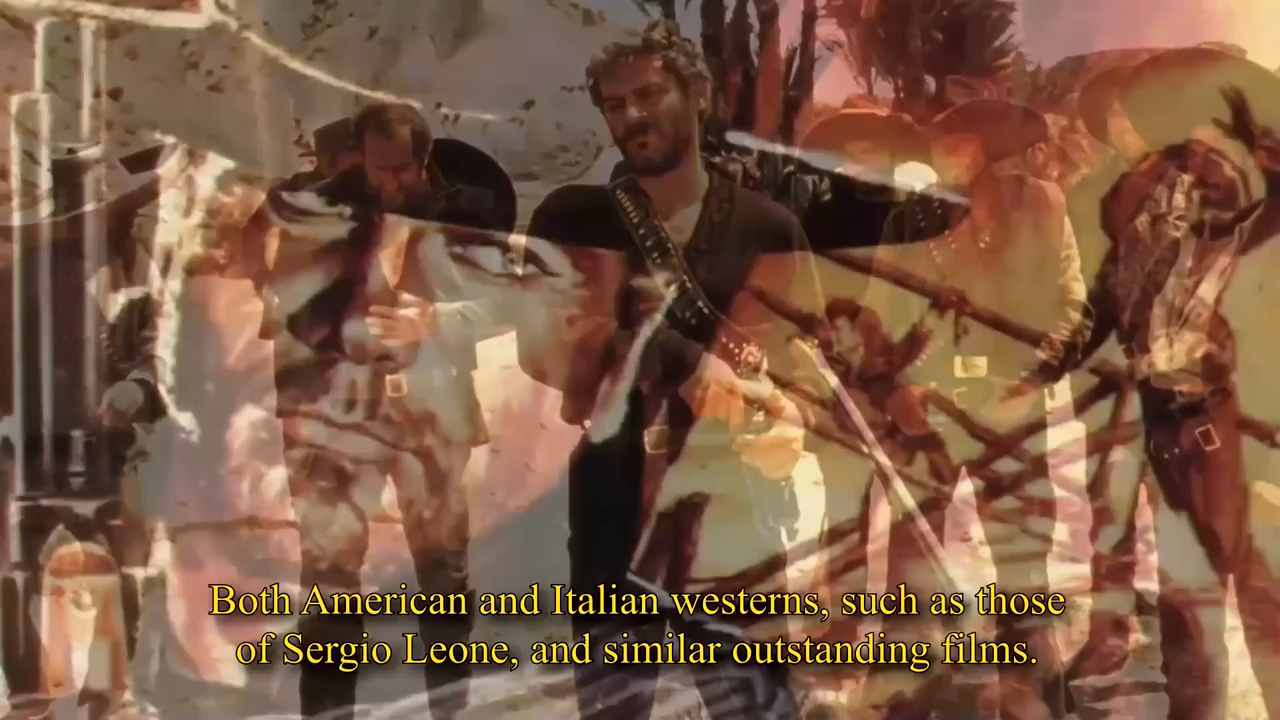 Both American and Italian westerns, such as those
of Sergio Leone, and similar outstanding films.